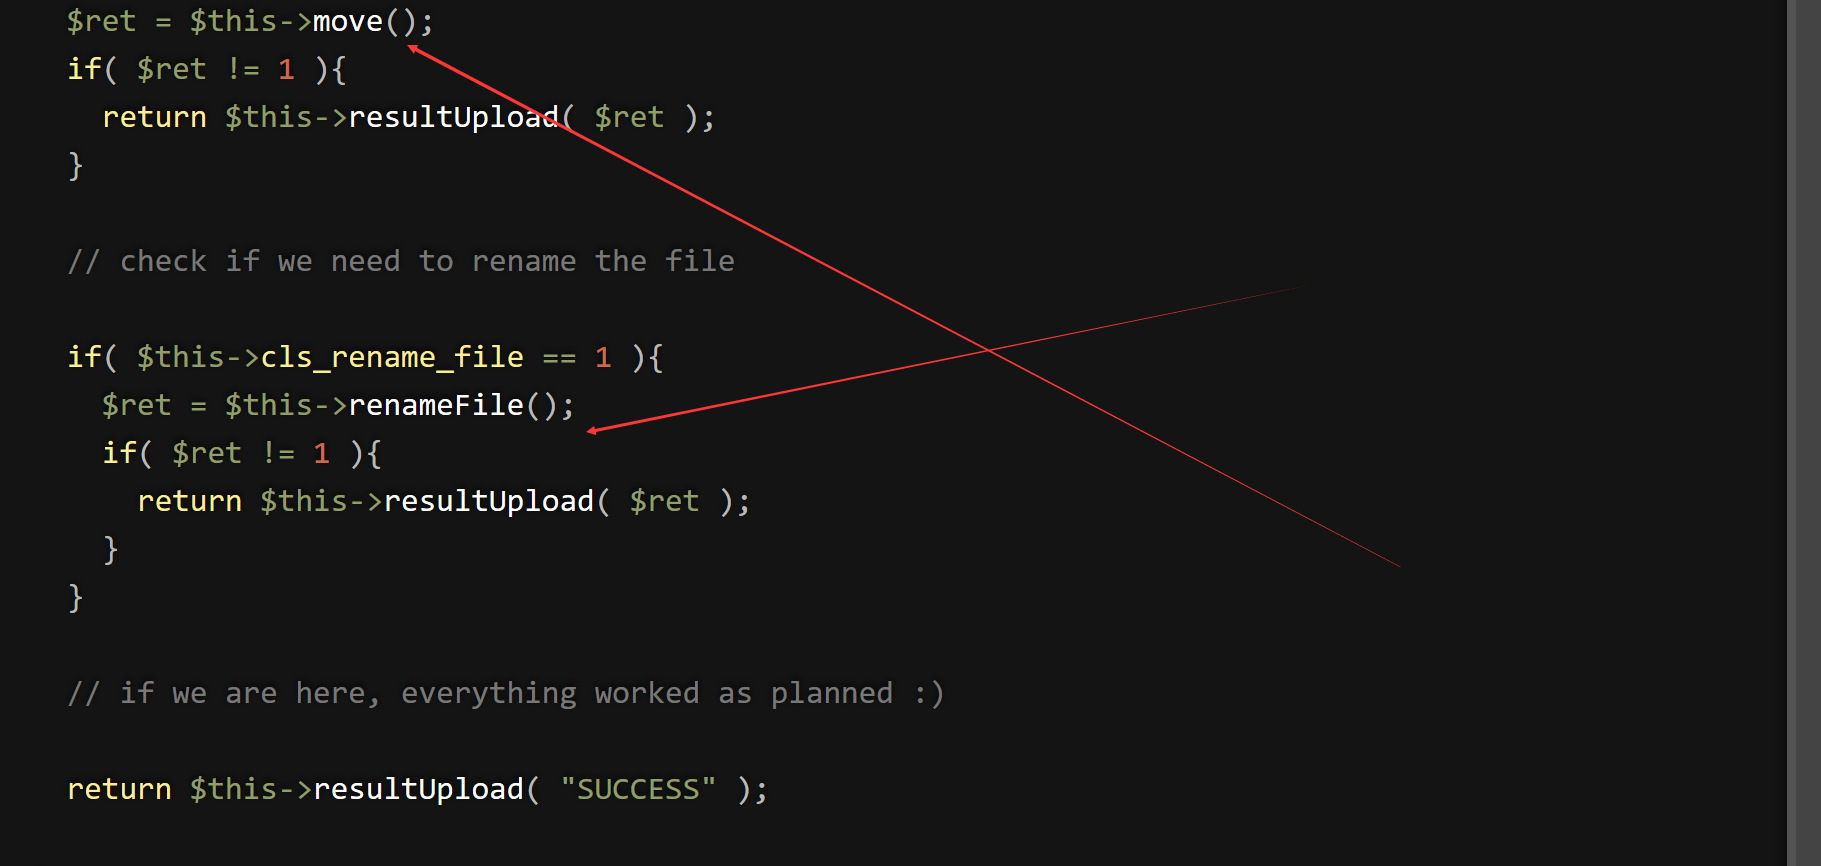 $ret = $this->move();
if( $ret != 1 ){
return $this->resultUpload( $ret );
}
// check if we need to rename the file
if( $this->cls_rename_file == 1 ){
$ret = $this->renameFile();
if( $ret != 1 ){
return $this->resultUpload( $ret );
}
}
// if we are here, everything worked as planned :)
return $this->resultUpload( "SUCCESS" );